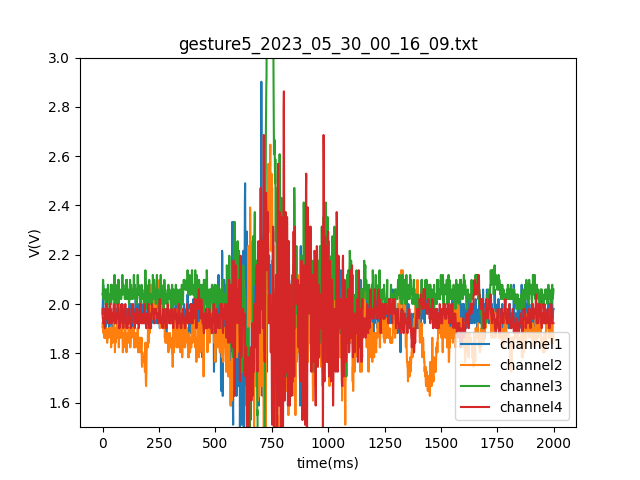 gesture5_2023_05_30_00_16_09.txt
V(V)
3.0
2.8
2.6
2.4
2.2
2.0
1.8
1.6
channel1
channel2
channel3
channel4
0 250 500 750 1000 1250 1500 1750 2000
time(ms)